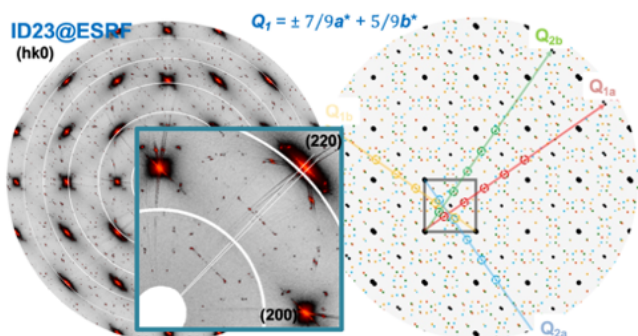 ID23@ESRF
(hk0)
Q₁ = ± 7/9a* + 5/9b*
Q₂b
Q₁a
Q₁b
(220)
(200)
Q₂a